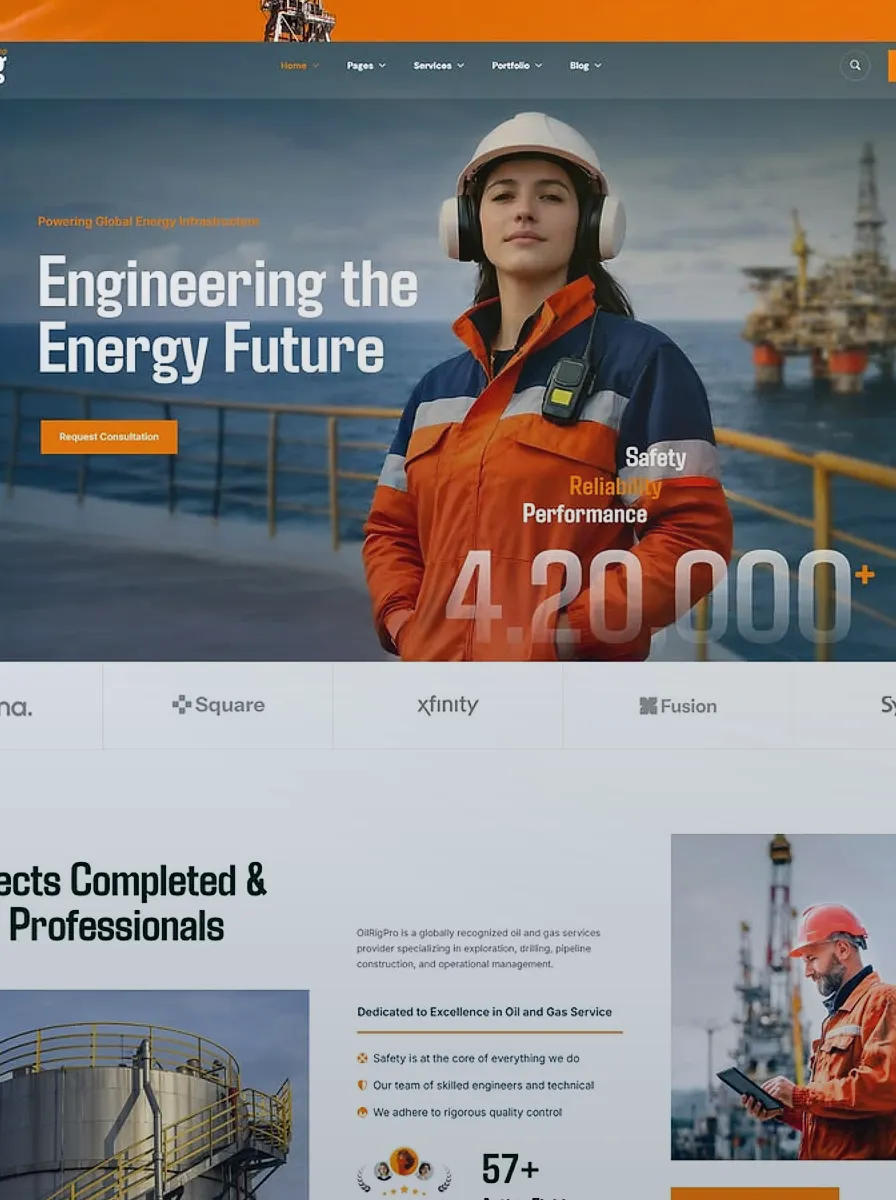 Home
Pages
Services
Portfolio
Blog
Powering Global Energy Infrastructure
Engineering the
Energy Future
Request Consultation
Safety
Reliability
Performance
4.20.000+
na.
Square
xfinity
Fusion
Sy
ects Completed &
Professionals
OilRigPro is a globally recognized oil and gas services
provider specializing in exploration, drilling, pipeline
construction, and operational management.
Dedicated to Excellence in Oil and Gas Service
Safety is at the core of everything we do
Our team of skilled engineers and technical
We adhere to rigorous quality control
57+